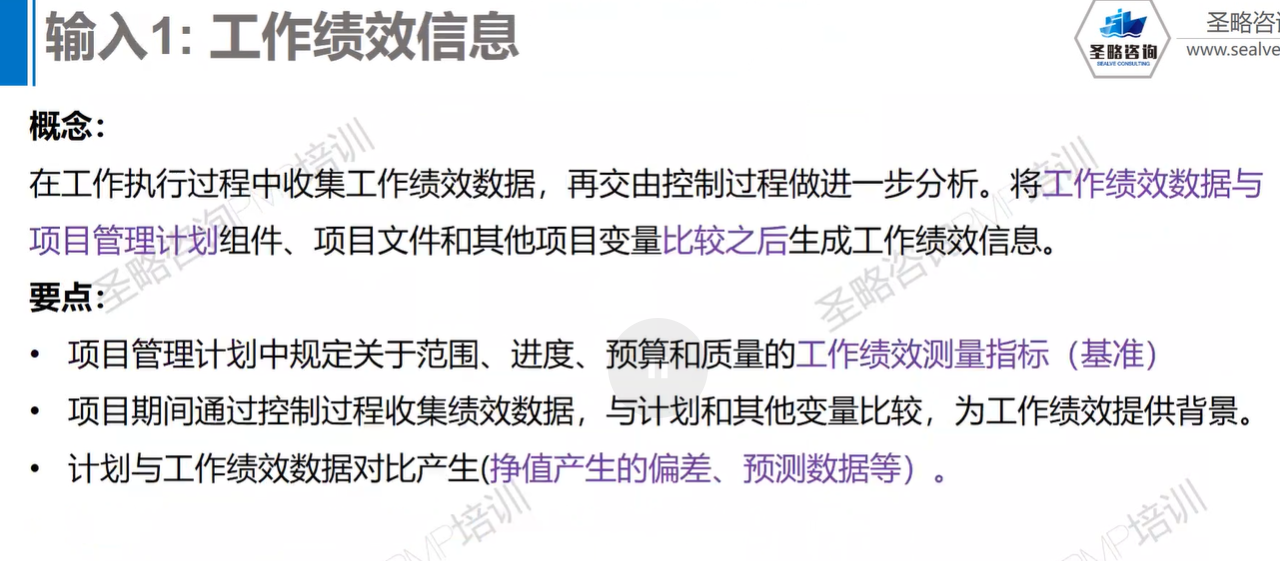 输入1: 工作绩效信息
圣略咨询
SEALVE CONSULTING
圣略咨
www.sealve
概念：
在工作执行过程中收集工作绩效数据，再交由控制过程做进一步分析。将工作绩效数据与
项目管理计划组件、项目文件和其他项目变量比较之后生成工作绩效信息。
要点：
• 项目管理计划中规定关于范围、进度、预算和质量的工作绩效测量指标（基准）
• 项目期间通过控制过程收集绩效数据，与计划和其他变量比较，为工作绩效提供背景。
• 计划与工作绩效数据对比产生(挣值产生的偏差、预测数据等）。
圣略咨询PMP培训
圣略咨询PMP培训
PMP培训
PMP培训